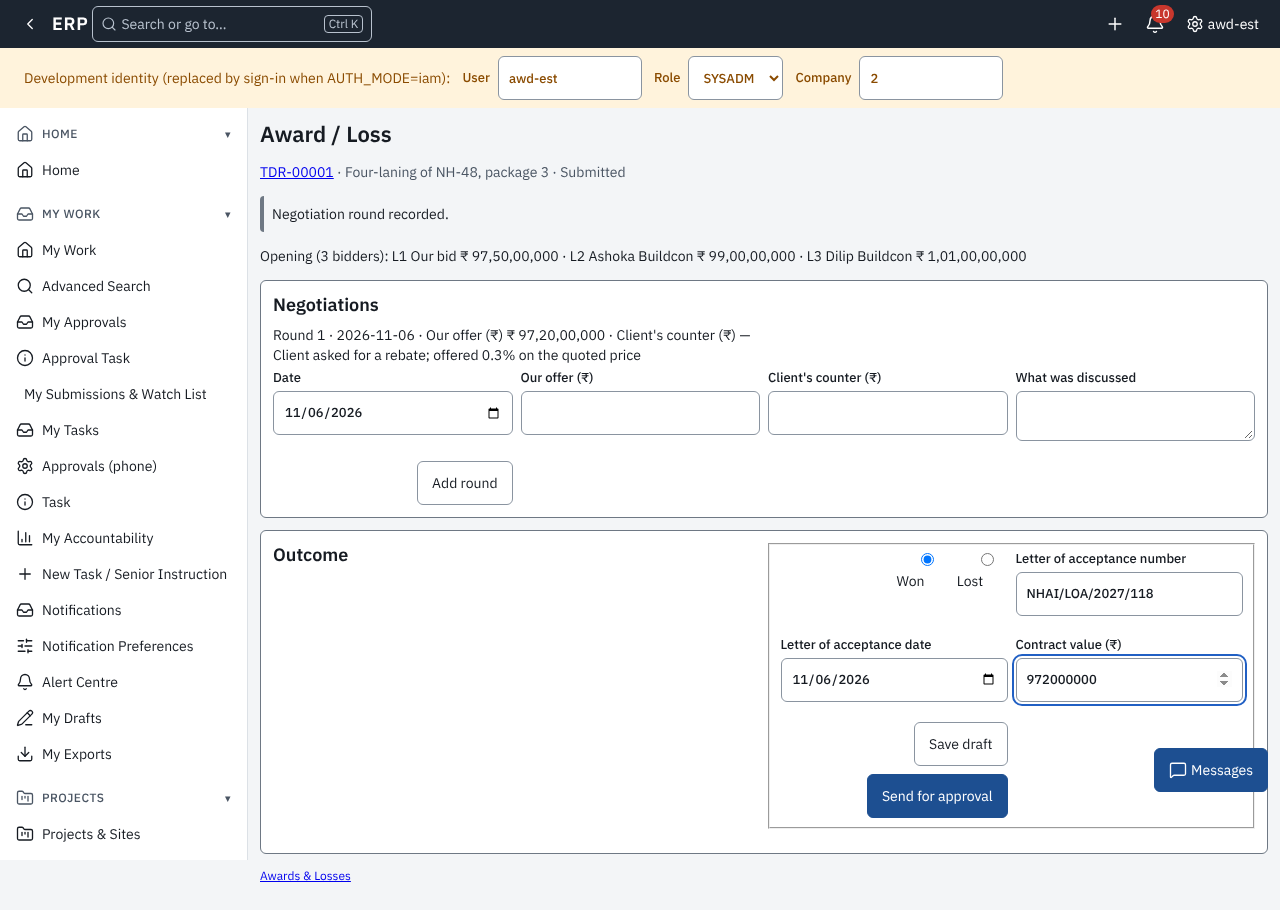 ERP
Search or go to...
Ctrl K
10
awd-est
Development identity (replaced by sign-in when AUTH_MODE=iam):
User
awd-est
Role
SYSADM
Company
2
HOME
Home
MY WORK
My Work
Advanced Search
My Approvals
Approval Task
My Submissions & Watch List
My Tasks
Approvals (phone)
Task
My Accountability
New Task / Senior Instruction
Notifications
Notification Preferences
Alert Centre
My Drafts
My Exports
PROJECTS
Projects & Sites
Award / Loss
TDR-00001 · Four-laning of NH-48, package 3 · Submitted
Negotiation round recorded.
Opening (3 bidders): L1 Our bid ₹ 97,50,00,000 · L2 Ashoka Buildcon ₹ 99,00,00,000 · L3 Dilip Buildcon ₹ 1,01,00,00,000
Negotiations
Round 1 · 2026-11-06 · Our offer (₹) ₹ 97,20,00,000 · Client's counter (₹) —
Client asked for a rebate; offered 0.3% on the quoted price
Date
Our offer (₹)
Client's counter (₹)
What was discussed
11/06/2026
Add round
Outcome
Won
Lost
Letter of acceptance number
NHAI/LOA/2027/118
Letter of acceptance date
Contract value (₹)
11/06/2026
972000000
Save draft
Messages
Send for approval
Awards & Losses